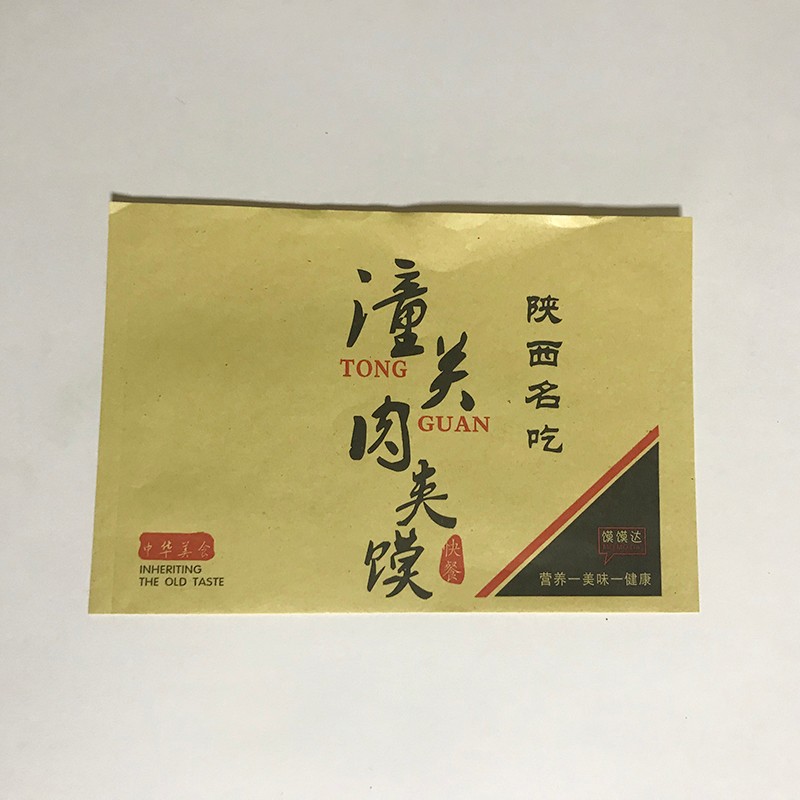 潼关肉夹馍
TONG
GUAN
快餐
陕西名吃
中华美食
INHERITING
THE OLD TASTE
馍馍达
营养一美味一健康